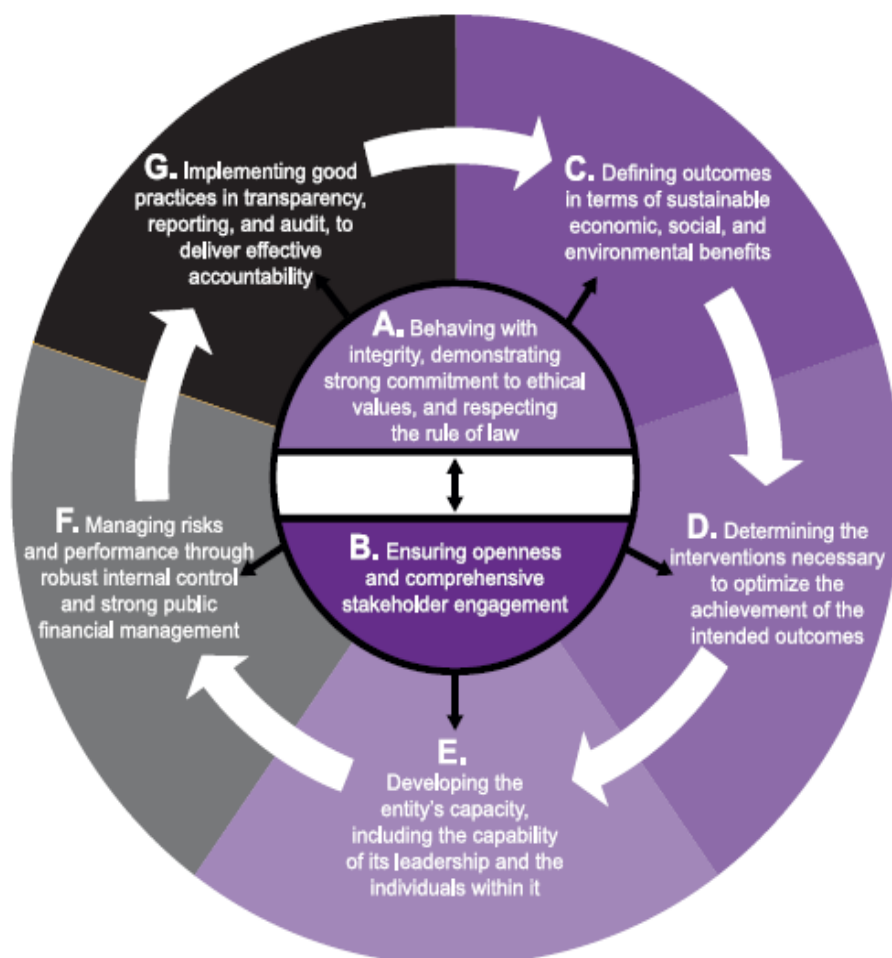 G. Implementing good
practices in transparency,
reporting, and audit, to
deliver effective
accountability
C. Defining outcomes
in terms of sustainable
economic, social, and
environmental benefits
A. Behaving with
integrity, demonstrating
strong commitment to ethical
values, and respecting
the rule of law
B. Ensuring openness
and comprehensive
stakeholder engagement
F. Managing risks
and performance through
robust internal control
and strong public
financial management
D. Determining the
interventions necessary
to optimize the
achievement of the
intended outcomes
E.
Developing the
entity's capacity,
including the capability
of its leadership and the
individuals within it